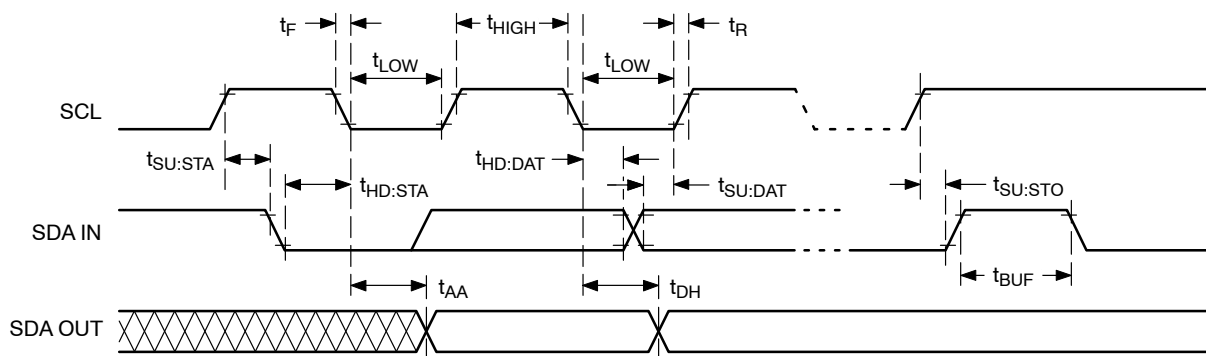 tF
tHIGH
tR
tLOW
tLOW
SCL
tSU:STA
tHD:STA
tHD:DAT
tSU:DAT
tSU:STO
SDA IN
tBUF
tAA
tDH
SDA OUT